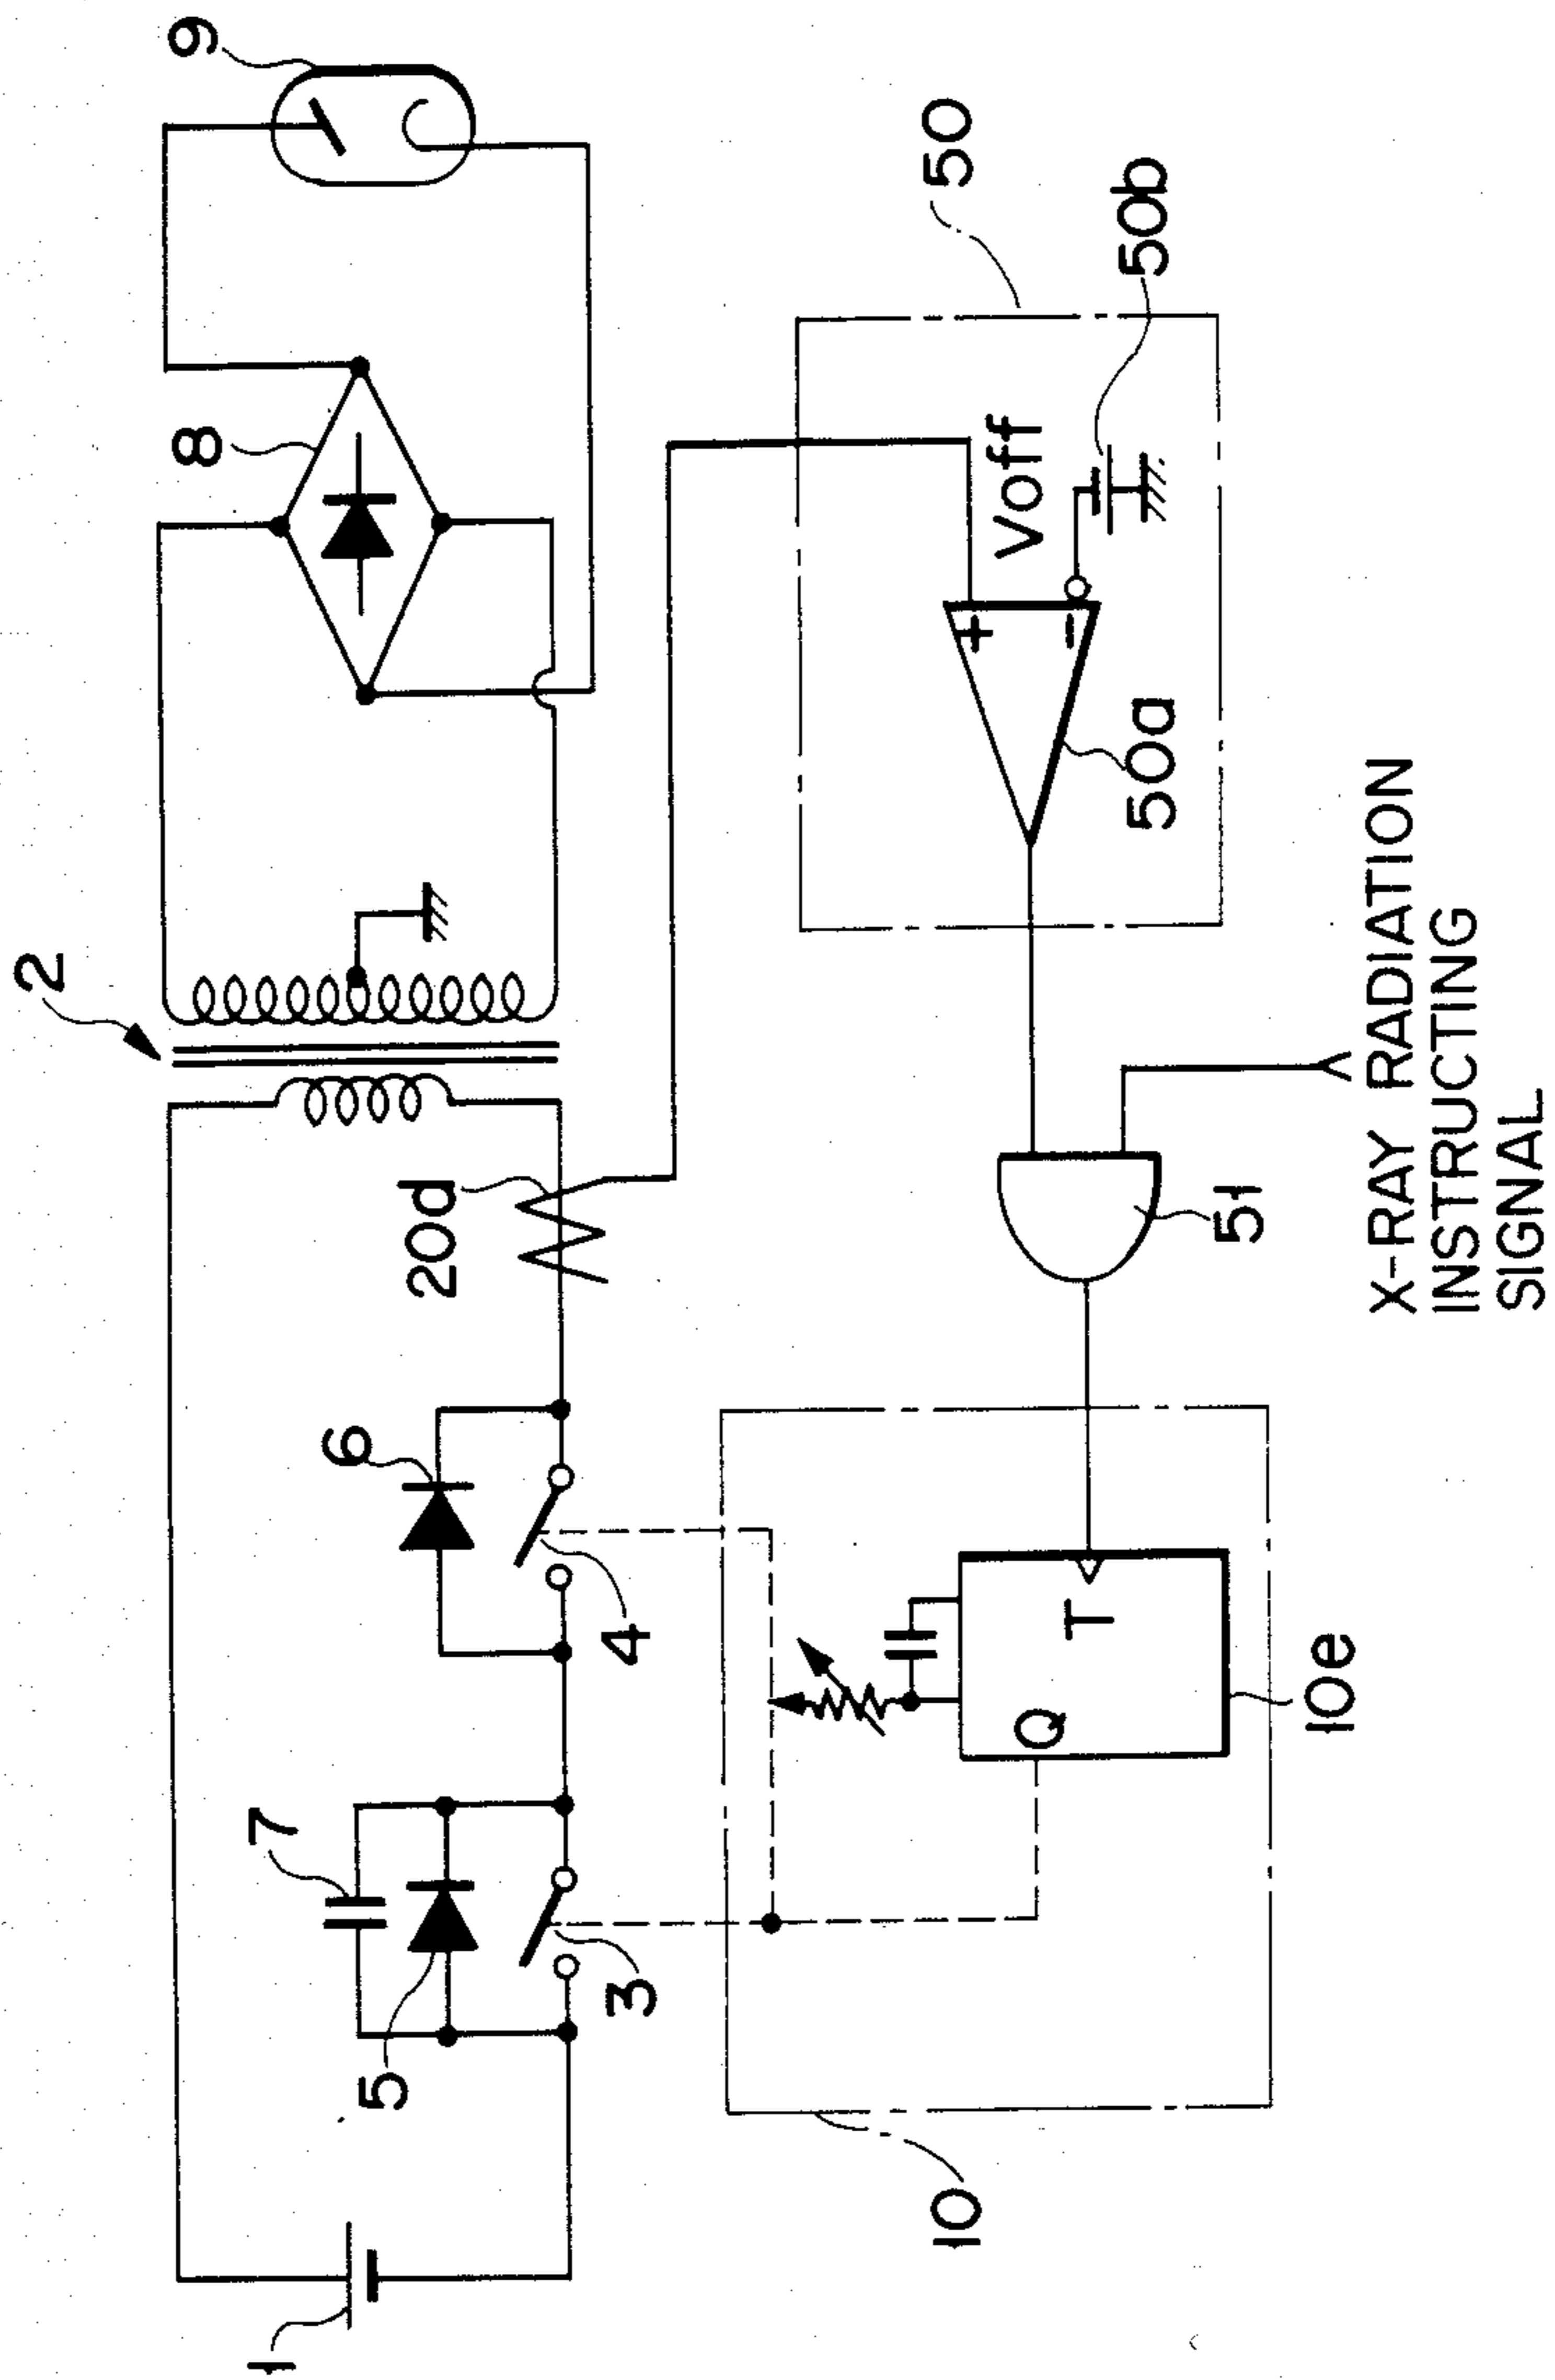 2
9
8
6
7
20d
5
4
3
1
50
Voff
50b
+
-
50a
51
X-RAY RADIATION
INSTRUCTING
SIGNAL
T
Q
10e
10